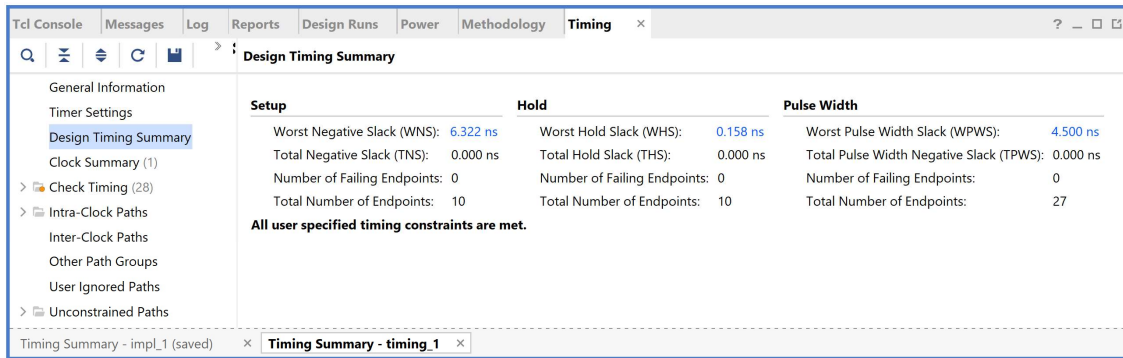 Tcl Console Messages Log Reports Design Runs Power Methodology Timing × ? _
» Design Timing Summary
General Information
Timer Settings
Design Timing Summary
Clock Summary (1)
> Check Timing (28)
> Intra-Clock Paths
Inter-Clock Paths
Other Path Groups
User Ignored Paths
> Unconstrained Paths
Setup Hold Pulse Width
Worst Negative Slack (WNS): 6.322 ns Worst Hold Slack (WHS): 0.158 ns Worst Pulse Width Slack (WPWS): 4.500 ns
Total Negative Slack (TNS): 0.000 ns Total Hold Slack (THS): 0.000 ns Total Pulse Width Negative Slack (TPWS): 0.000 ns
Number of Failing Endpoints: 0 Number of Failing Endpoints: 0 Number of Failing Endpoints: 0
Total Number of Endpoints: 10 Total Number of Endpoints: 10 Total Number of Endpoints: 27
All user specified timing constraints are met.
Timing Summary - impl_1 (saved) × Timing Summary - timing_1 ×